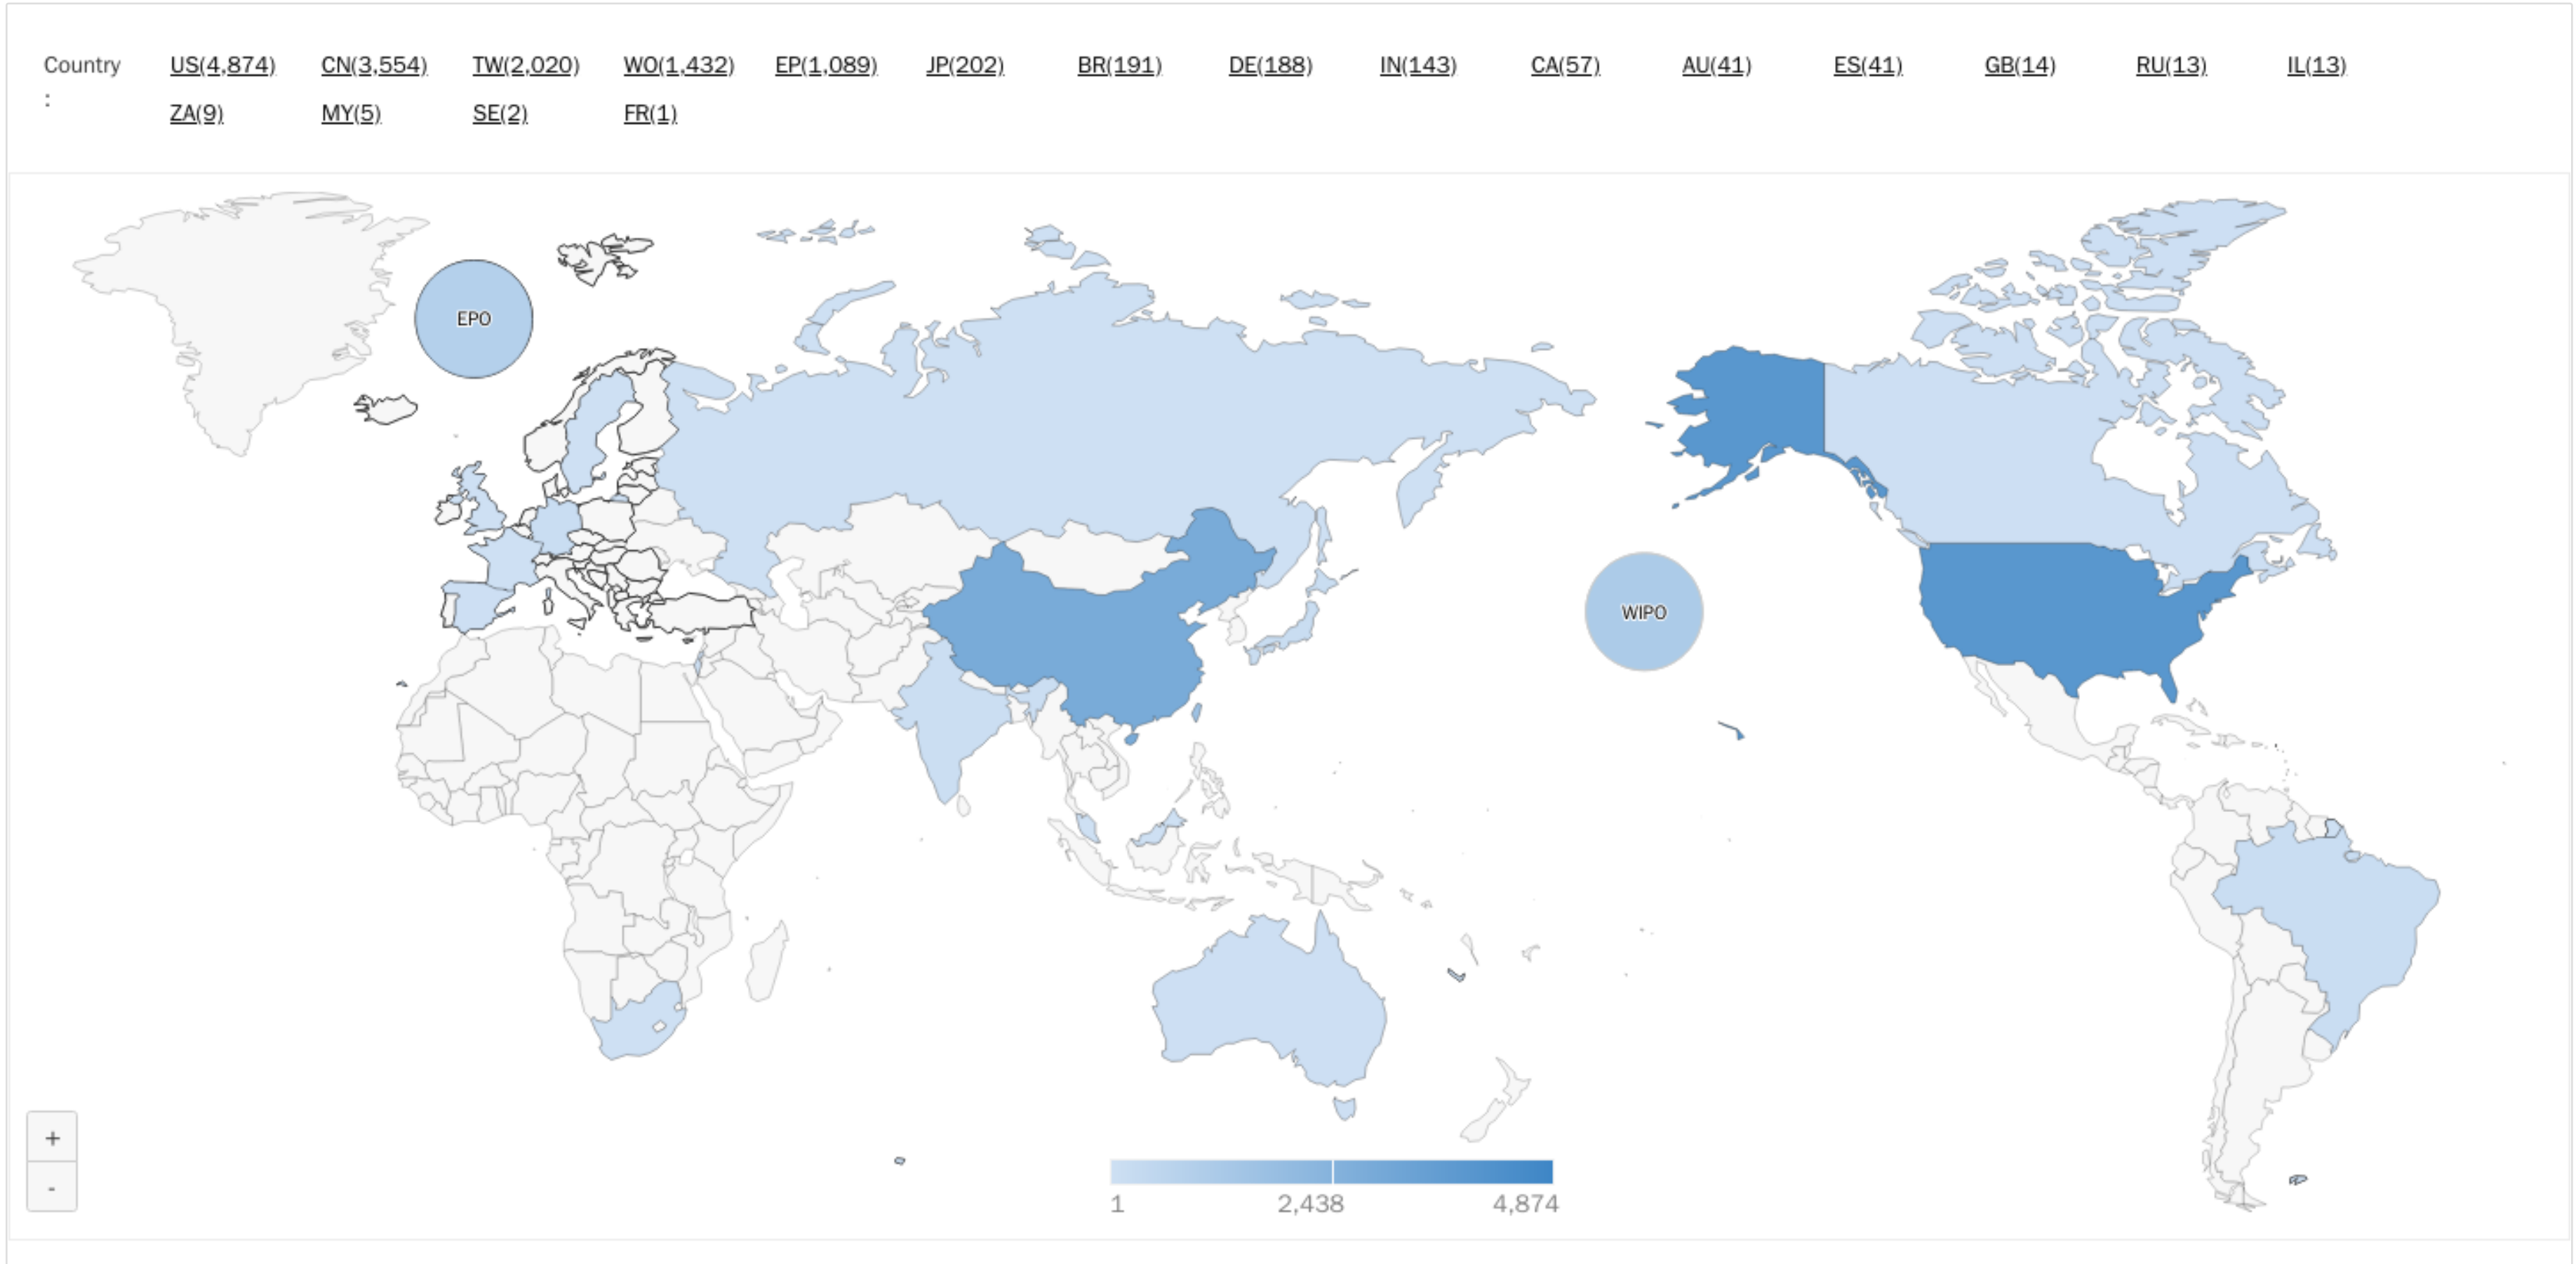 Country : US(4,874) CN(3,554) TW(2,020) WO(1,432) EP(1,089) JP(202) BR(191) DE(188) IN(143) CA(57) AU(41) ES(41) GB(14) RU(13) IL(13)
ZA(9) MY(5) SE(2) FR(1)
EPO
WIPO
+
-
1 2,438 4,874